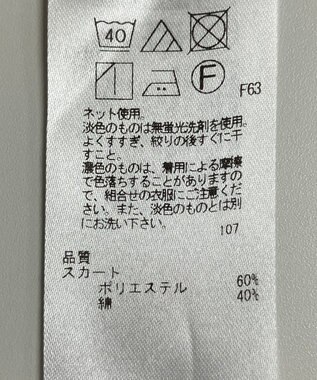 40
F
F63
ネット使用。
淡色のものは無蛍光洗剤を使用。
よくすすぎ、絞りの後すぐに干
すこと。
濃色のものは、着用による摩擦
で色落ちすることがありますの
で、組合せの衣服にご注意くだ
さい。また、淡色のものとは別
にお洗い下さい。
107
品質
スカート
ポリエステル 60%
綿 40%